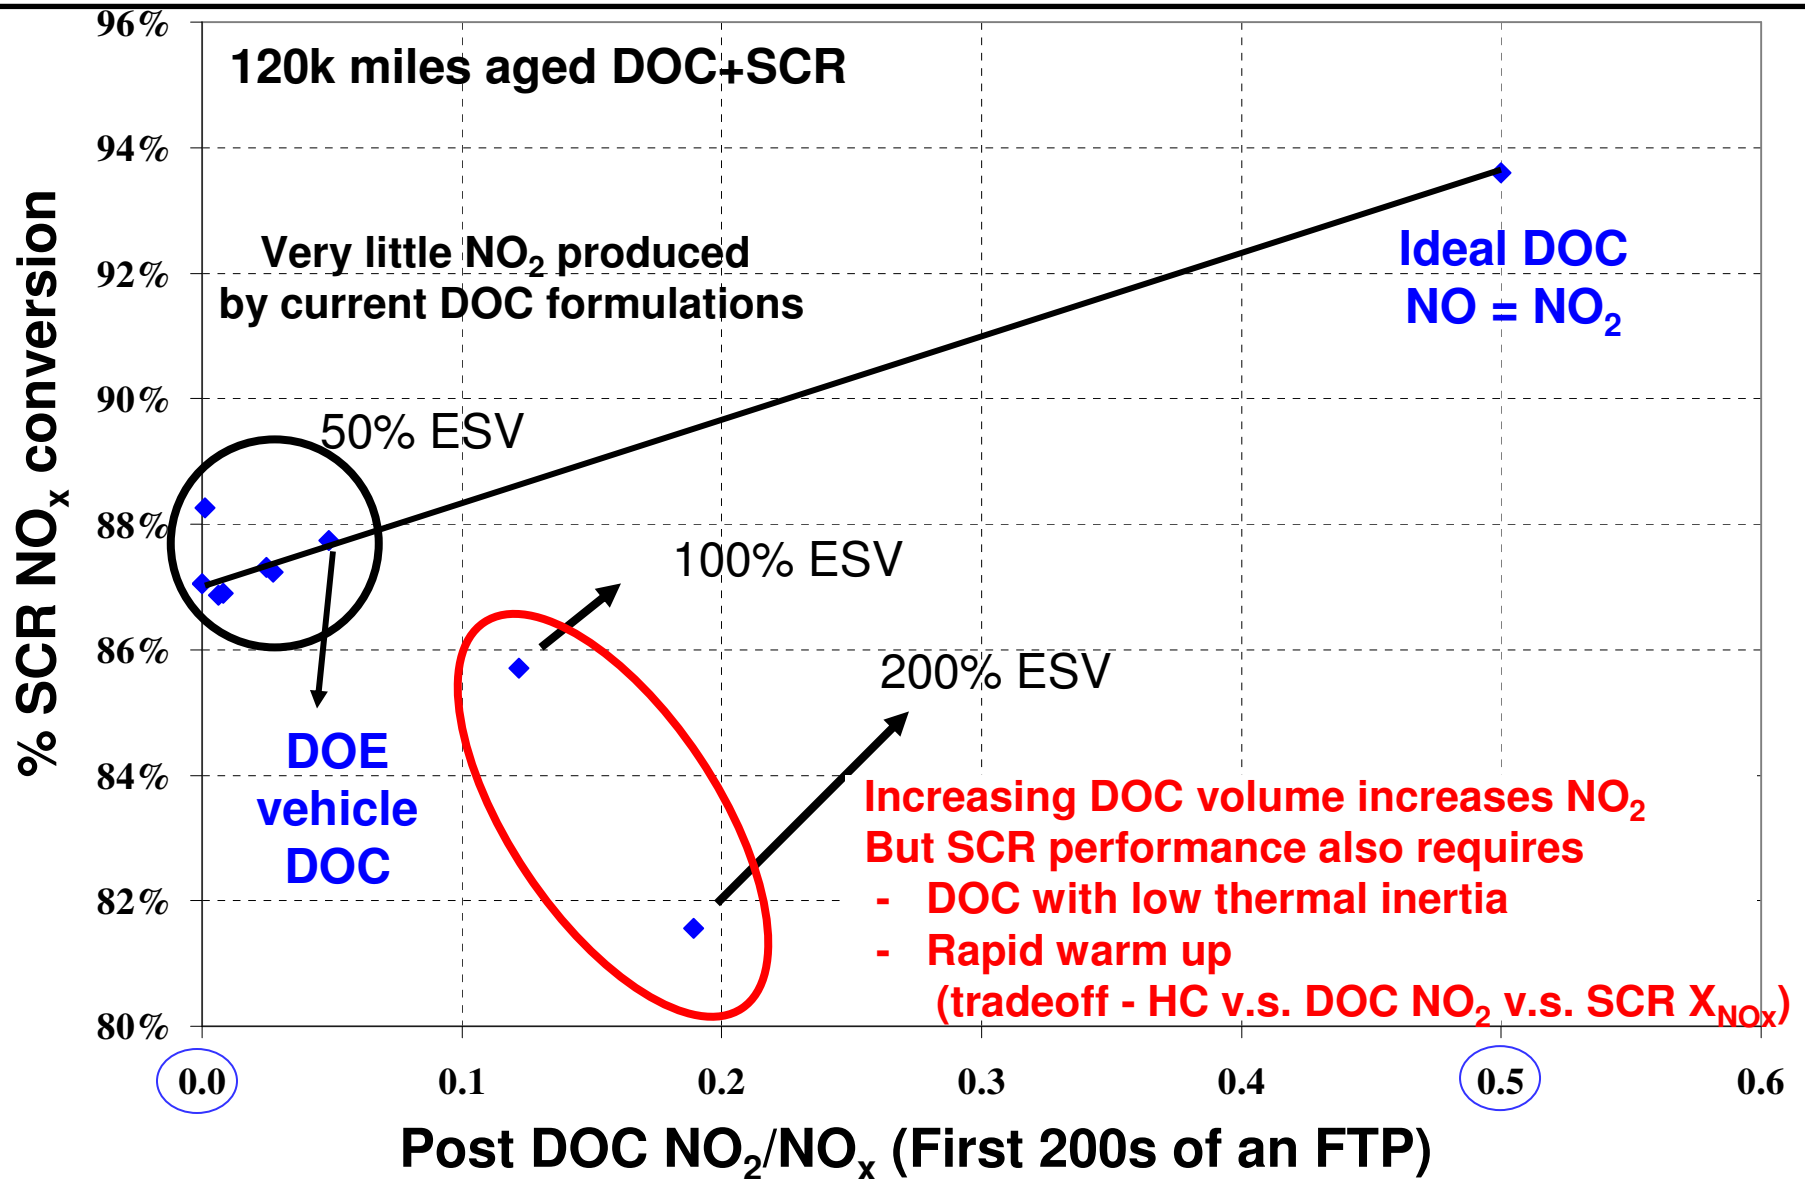 96%
120k miles aged DOC+SCR
94%
Very little NO₂ produced
by current DOC formulations
92%
Ideal DOC
NO = NO₂
90%
50% ESV
88%
100% ESV
86%
200% ESV
DOE
vehicle
DOC
84%
Increasing DOC volume increases NO₂
But SCR performance also requires
- DOC with low thermal inertia
- Rapid warm up
(tradeoff - HC v.s. DOC NO₂ v.s. SCR X_NOx)
82%
80%
% SCR NOₓ conversion
0.0 0.1 0.2 0.3 0.4 0.5 0.6
Post DOC NO₂/NOₓ (First 200s of an FTP)